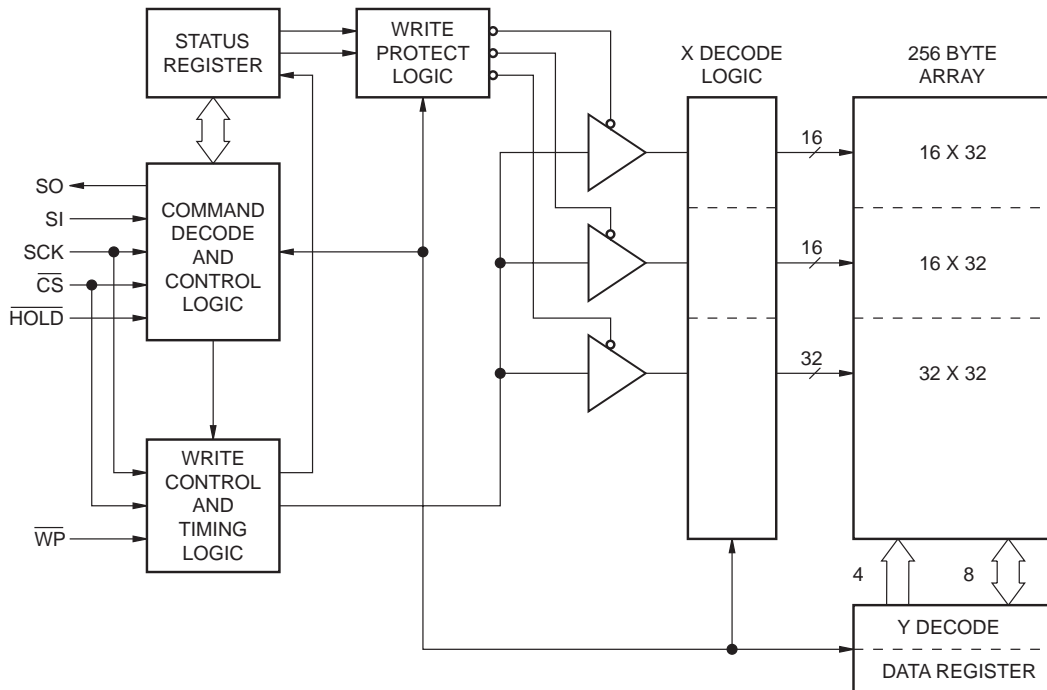 STATUS
REGISTER
WRITE
PROTECT
LOGIC
X DECODE
LOGIC
256 BYTE
ARRAY
16
16 X 32
SO
SI
SCK
CS
HOLD
COMMAND
DECODE
AND
CONTROL
LOGIC
16
16 X 32
32
32 X 32
WRITE
CONTROL
AND
TIMING
LOGIC
WP
4
8
Y DECODE
DATA REGISTER